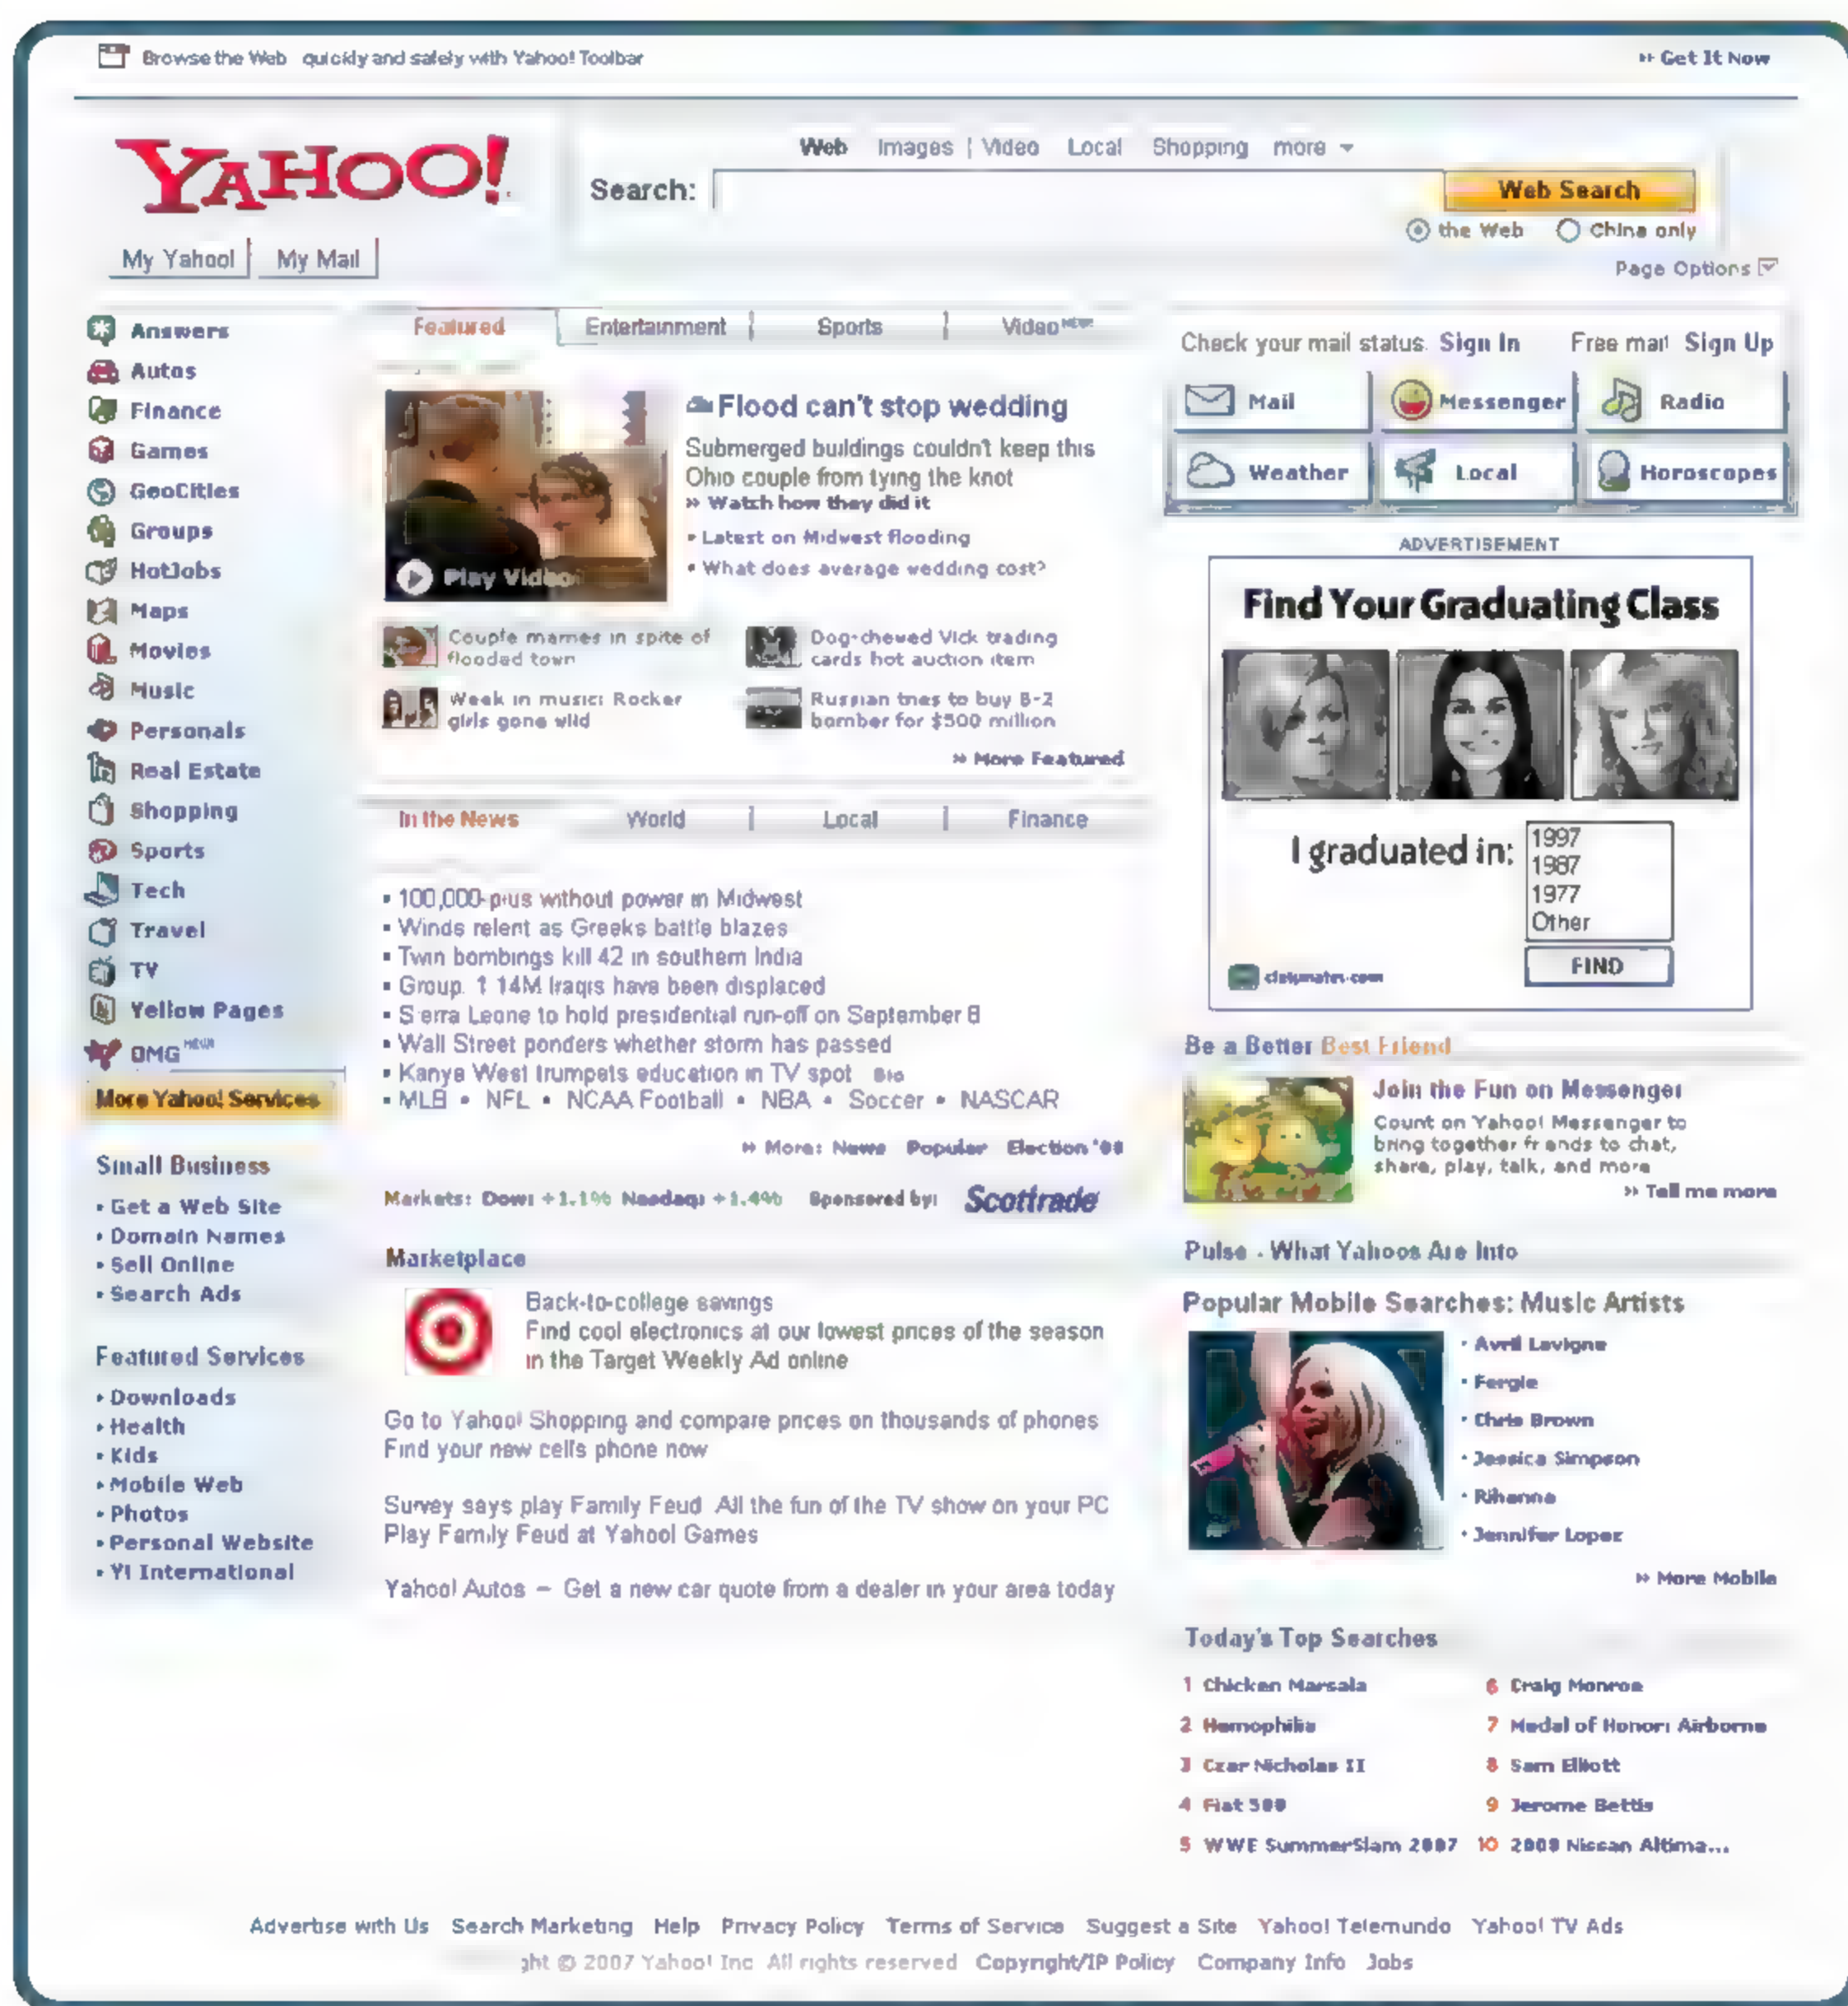 Browse the Web quickly and safely with Yahoo! Toolbar
Get It Now
YAHOO!
Web Images | Video Local Shopping more
Search:
Web Search
the Web China only
My Yahoo! My Mail
Page Options
Answers
Autos
Finance
Games
GeoCities
Groups
HotJobs
Maps
Movies
Music
Personals
Real Estate
Shopping
Sports
Tech
Travel
TV
Yellow Pages
OMG NEW!
More Yahoo! Services
Small Business
• Get a Web Site
• Domain Names
• Sell Online
• Search Ads
Featured Services
• Downloads
• Health
• Kids
• Mobile Web
• Photos
• Personal Website
• Y! International
Featured Entertainment Sports Video NEW!
Flood can't stop wedding
Submerged buildings couldn't keep this
Ohio couple from tying the knot
» Watch how they did it
• Latest on Midwest flooding
• What does average wedding cost?
Play Video
Couple marries in spite of
flooded town
Dog-chewed Vick trading
cards hot auction item
Week in music: Rocker
girls gone wild
Russian tries to buy B-2
bomber for $500 million
» More Featured
In the News World Local Finance
• 100,000-plus without power in Midwest
• Winds relent as Greeks battle blazes
• Twin bombings kill 42 in southern India
• Group 1 14M Iraqis have been displaced
• Sierra Leone to hold presidential run-off on September 8
• Wall Street ponders whether storm has passed
• Kanye West trumpets education in TV spot
• MLB • NFL • NCAA Football • NBA • Soccer • NASCAR
» More: News Popular Election '08
Markets: Dow: +1.1% Nasdaq: +1.4% Sponsored by: Scottrade
Marketplace
Back-to-college savings
Find cool electronics at our lowest prices of the season
in the Target Weekly Ad online
Go to Yahoo! Shopping and compare prices on thousands of phones
Find your new cell's phone now
Survey says play Family Feud All the fun of the TV show on your PC
Play Family Feud at Yahoo! Games
Yahoo! Autos – Get a new car quote from a dealer in your area today
Check your mail status. Sign In Free mail Sign Up
Mail Messenger Radio
Weather Local Horoscopes
ADVERTISEMENT
Find Your Graduating Class
I graduated in:
1997
1987
1977
Other
FIND
classmates.com
Be a Better Best Friend
Join the Fun on Messenger
Count on Yahoo! Messenger to
bring together friends to chat,
share, play, talk, and more
» Tell me more
Pulse - What Yahoos Are Into
Popular Mobile Searches: Music Artists
• Avril Lavigne
• Fergie
• Chris Brown
• Jessica Simpson
• Rihanna
• Jennifer Lopez
» More Mobile
Today's Top Searches
1 Chicken Marsala
2 Hemophilia
3 Czar Nicholas II
4 Fiat 500
5 WWE SummerSlam 2007
6 Craig Monroe
7 Medal of Honor: Airborne
8 Sam Elliott
9 Jerome Bettis
10 2008 Nissan Altima...
Advertise with Us Search Marketing Help Privacy Policy Terms of Service Suggest a Site Yahoo! Telemundo Yahoo! TV Ads
ght © 2007 Yahoo! Inc All rights reserved Copyright/IP Policy Company Info Jobs